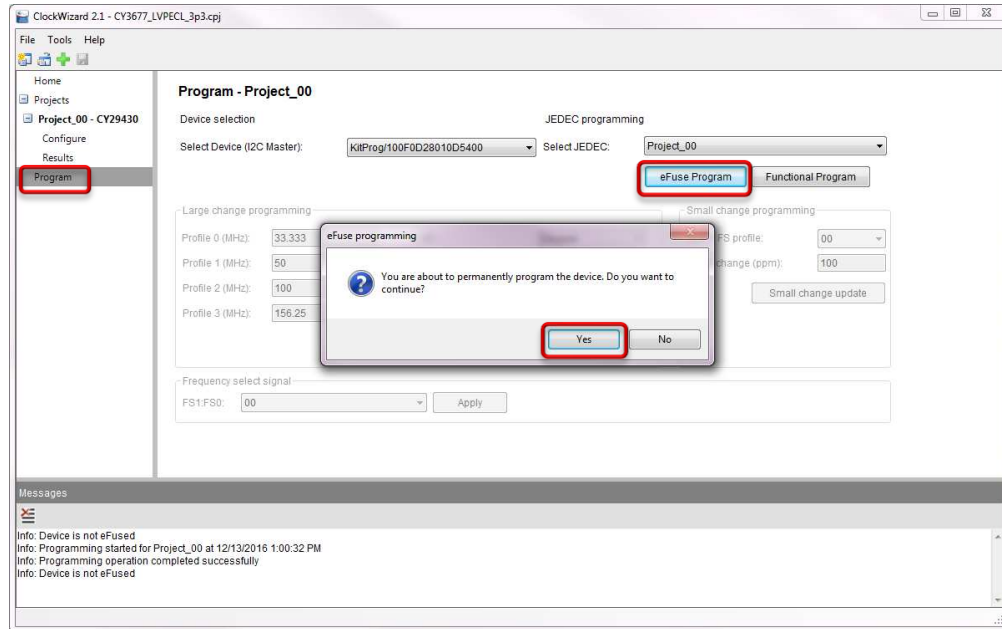 ClockWizard 2.1 - CY3677_LVPECL_3p3.cpj
File Tools Help
Home
Projects
Project_00 - CY29430
Configure
Results
Program
Program - Project_00
Device selection
JEDEC programming
Select Device (I2C Master):
KitProg/100F0D28010D5400
Select JEDEC:
Project_00
eFuse Program
Functional Program
Large change programming
Small change programming
Profile 0 (MHz):
33.333
FS profile:
00
Profile 1 (MHz):
50
change (ppm):
100
Profile 2 (MHz):
100
Small change update
Profile 3 (MHz):
156.25
eFuse programming
You are about to permanently program the device. Do you want to
continue?
Yes
No
Frequency select signal
FS1:FS0:
00
Apply
Messages
Info: Device is not eFused
Info: Programming started for Project_00 at 12/13/2016 1:00:32 PM
Info: Programming operation completed successfully
Info: Device is not eFused